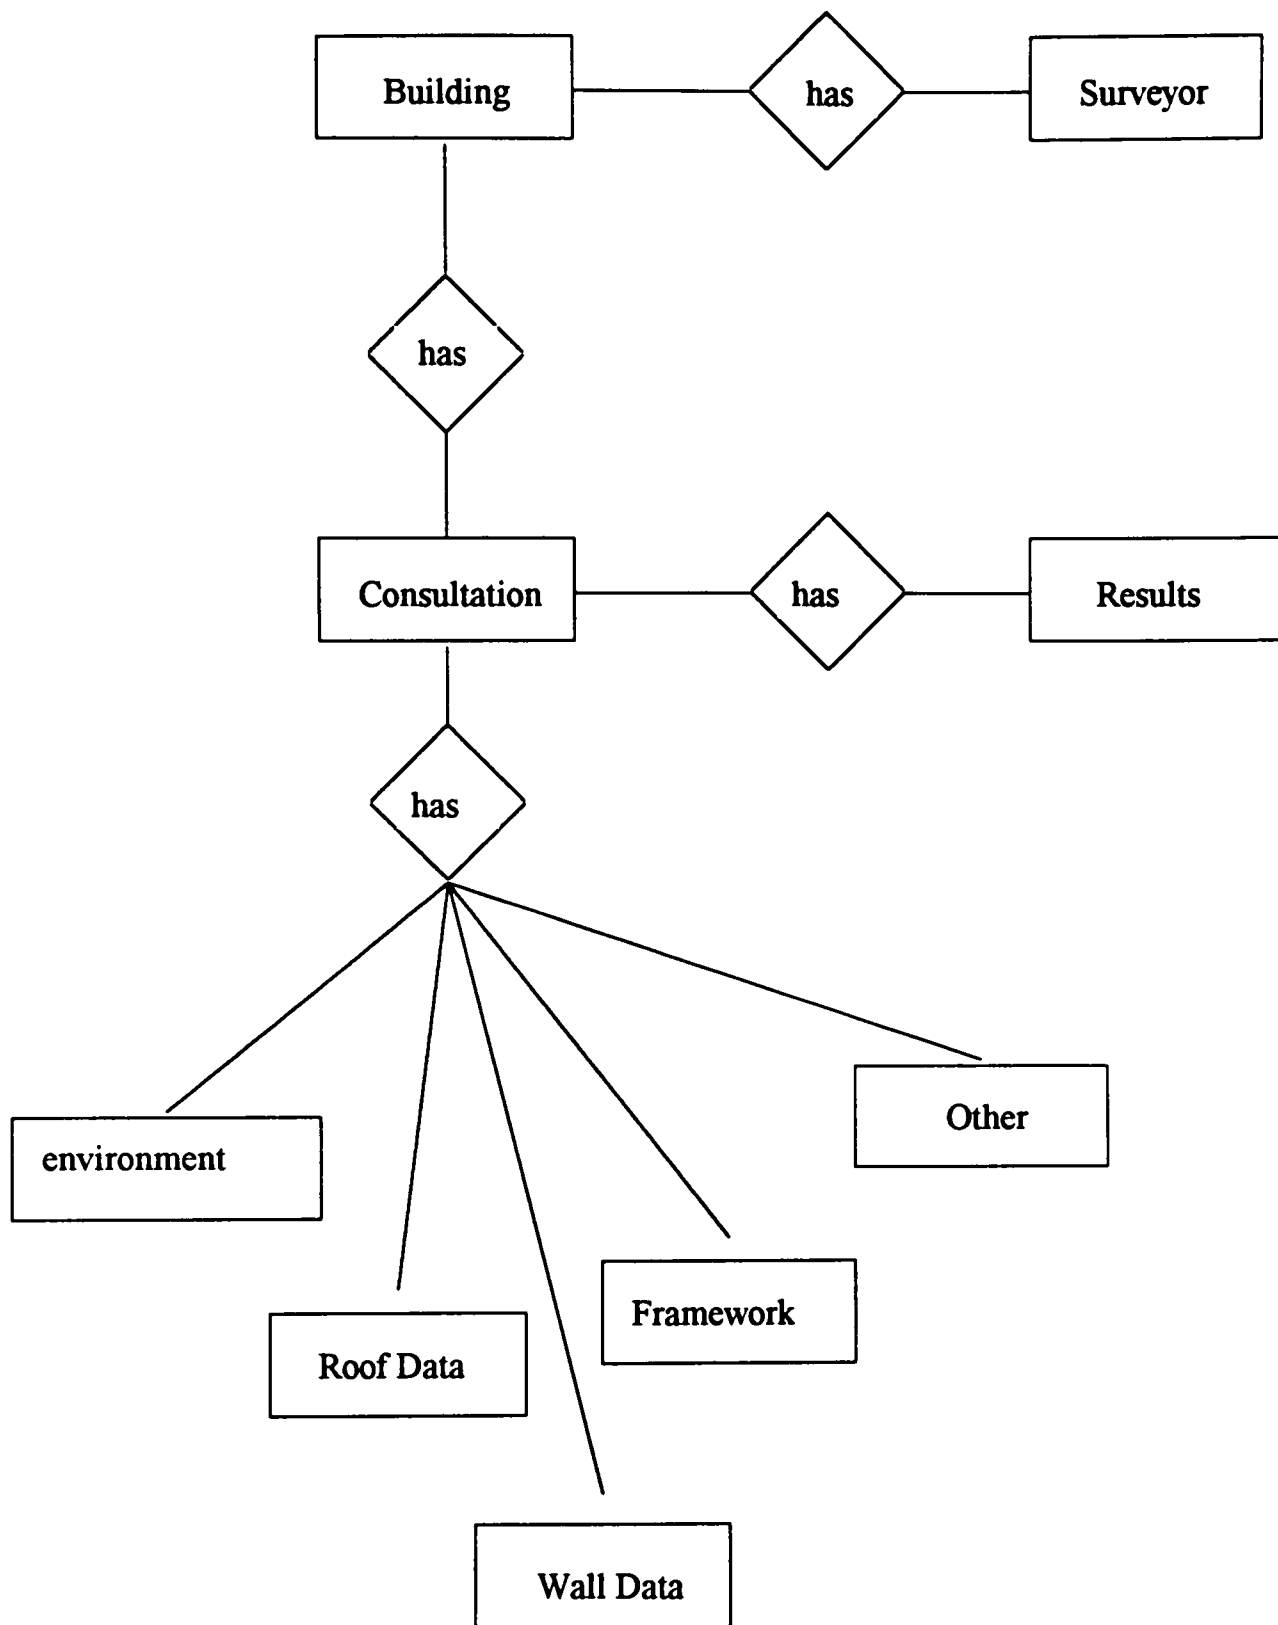 Building
has
Surveyor
has
Consultation
has
Results
has
environment
Other
Roof Data
Framework
Wall Data